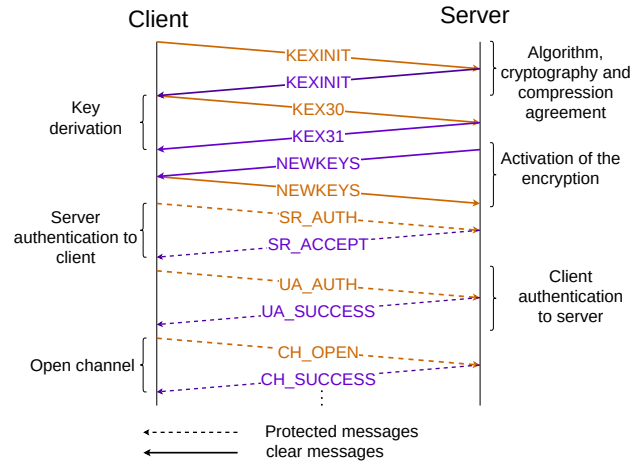 Client
Server
KEXINIT
Algorithm,
cryptography and
compression
agreement
KEXINIT
Key
derivation
KEX30
KEX31
NEWKEYS
Activation of the
encryption
NEWKEYS
Server
authentication to
client
SR_AUTH
SR_ACCEPT
UA_AUTH
Client
authentication
to server
UA_SUCCESS
Open channel
CH_OPEN
CH_SUCCESS
⋮
Protected messages
clear messages